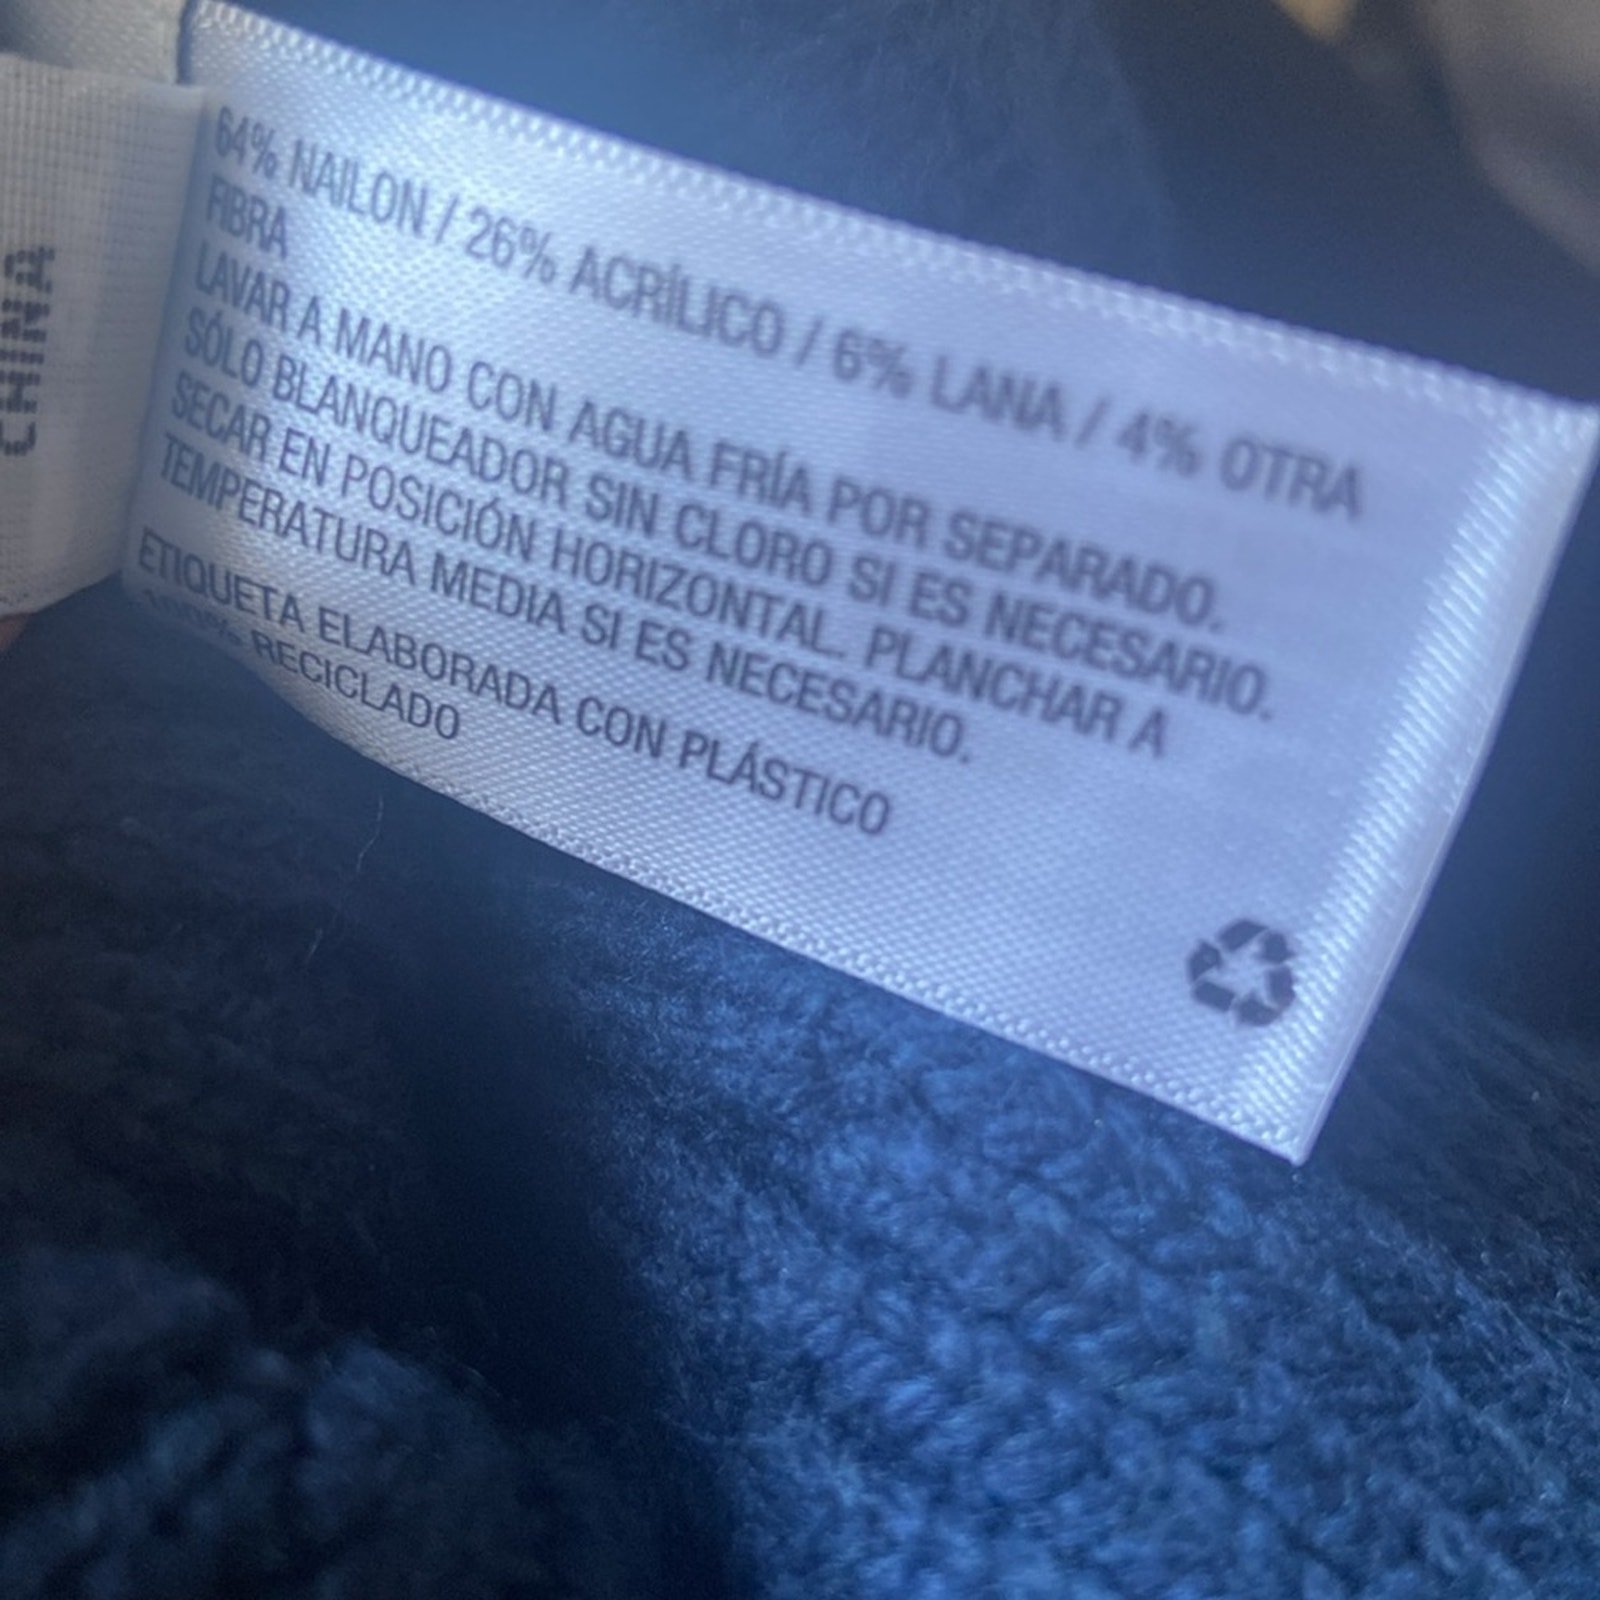 CHINA
64% NAILON / 26% ACRÍLICO / 6% LANA / 4% OTRA
FIBRA
LAVAR A MANO CON AGUA FRÍA POR SEPARADO.
SÓLO BLANQUEADOR SIN CLORO SI ES NECESARIO.
SECAR EN POSICIÓN HORIZONTAL. PLANCHAR A
TEMPERATURA MEDIA SI ES NECESARIO.
ETIQUETA ELABORADA CON PLÁSTICO
100% RECICLADO